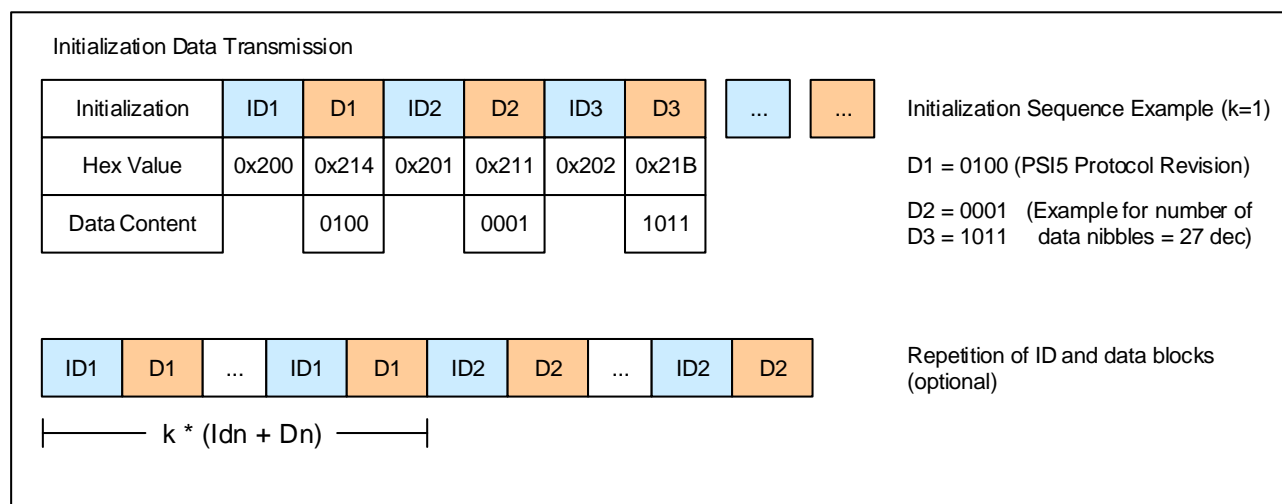 Initialization Data Transmission
Initialization ID1 D1 ID2 D2 ID3 D3 ... ... Initialization Sequence Example (k=1)
Hex Value 0x200 0x214 0x201 0x211 0x202 0x21B D1 = 0100 (PSI5 Protocol Revision)
Data Content 0100 0001 1011 D2 = 0001 (Example for number of
D3 = 1011 data nibbles = 27 dec)
ID1 D1 ... ID1 D1 ID2 D2 ... ID2 D2 Repetition of ID and data blocks
(optional)
k * (Idn + Dn)